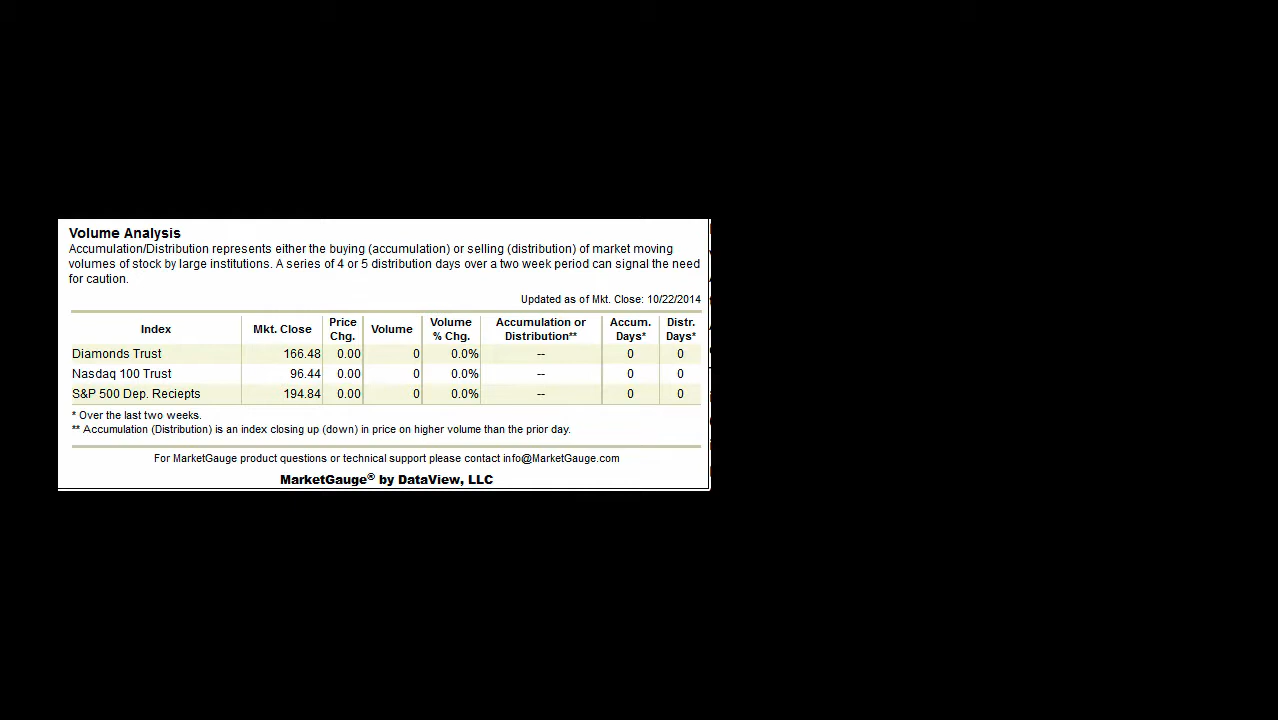 Volume Analysis
Accumulation/Distribution represents either the buying (accumulation) or selling (distribution) of market moving
volumes of stock by large institutions. A series of 4 or 5 distribution days over a two week period can signal the need
for caution.
Updated as of Mkt. Close: 10/22/2014
Index Mkt. Close Price Chg. Volume Volume % Chg. Accumulation or Distribution** Accum. Days* Distr. Days*
Diamonds Trust 166.48 0.00 0 0.0% -- 0 0
Nasdaq 100 Trust 96.44 0.00 0 0.0% -- 0 0
S&P 500 Dep. Reciepts 194.84 0.00 0 0.0% -- 0 0
* Over the last two weeks.
** Accumulation (Distribution) is an index closing up (down) in price on higher volume than the prior day.
For MarketGauge product questions or technical support please contact info@MarketGauge.com
MarketGauge® by DataView, LLC